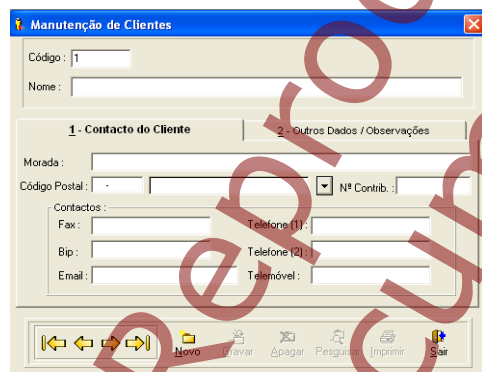 Manutenção de Clientes
Código : 1
Nome :
1 - Contacto do Cliente 2 - Outros Dados / Observações
Morada :
Código Postal : - Nº Contrib. :
Contactos :
Fax : Telefone (1) :
Bip : Telefone (2) :
Email : Telemóvel :
Novo Gravar Apagar Pesquisar Imprimir Sair